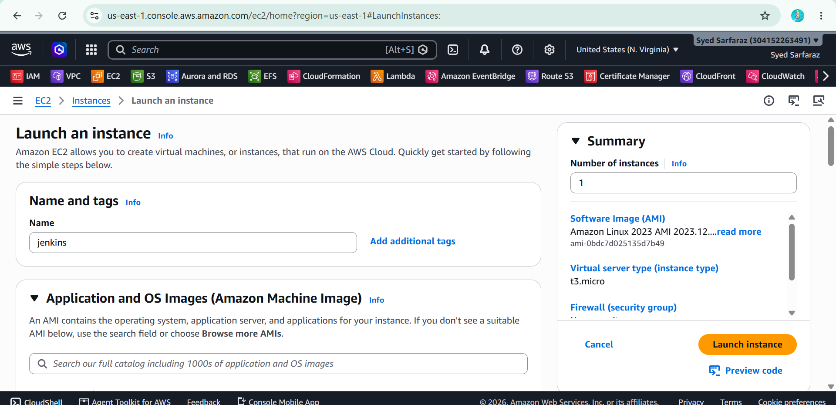 us-east-1.console.aws.amazon.com/ec2/home?region=us-east-1#LaunchInstances:
aws
Search
[Alt+S]
United States (N. Virginia) ▼
Syed Sarfaraz (304152263491) ▼
Syed Sarfaraz
IAM VPC EC2 S3 Aurora and RDS EFS CloudFormation Lambda Amazon EventBridge Route 53 Certificate Manager CloudFront CloudWatch
EC2 > Instances > Launch an instance
Launch an instance Info
Amazon EC2 allows you to create virtual machines, or instances, that run on the AWS Cloud. Quickly get started by following
the simple steps below.
Name and tags Info
Name
jenkins
Add additional tags
Application and OS Images (Amazon Machine Image) Info
An AMI contains the operating system, application server, and applications for your instance. If you don't see a suitable
AMI below, use the search field or choose Browse more AMIs.
Search our full catalog including 1000s of application and OS images
Summary
Number of instances Info
1
Software Image (AMI)
Amazon Linux 2023 AMI 2023.12....read more
ami-0bdc7d025135d7b49
Virtual server type (instance type)
t3.micro
Firewall (security group)
Cancel
Launch instance
Preview code
CloudShell Agent Toolkit for AWS Feedback Console Mobile App
© 2026, Amazon Web Services, Inc. or its affiliates. Privacy Terms Cookie preferences